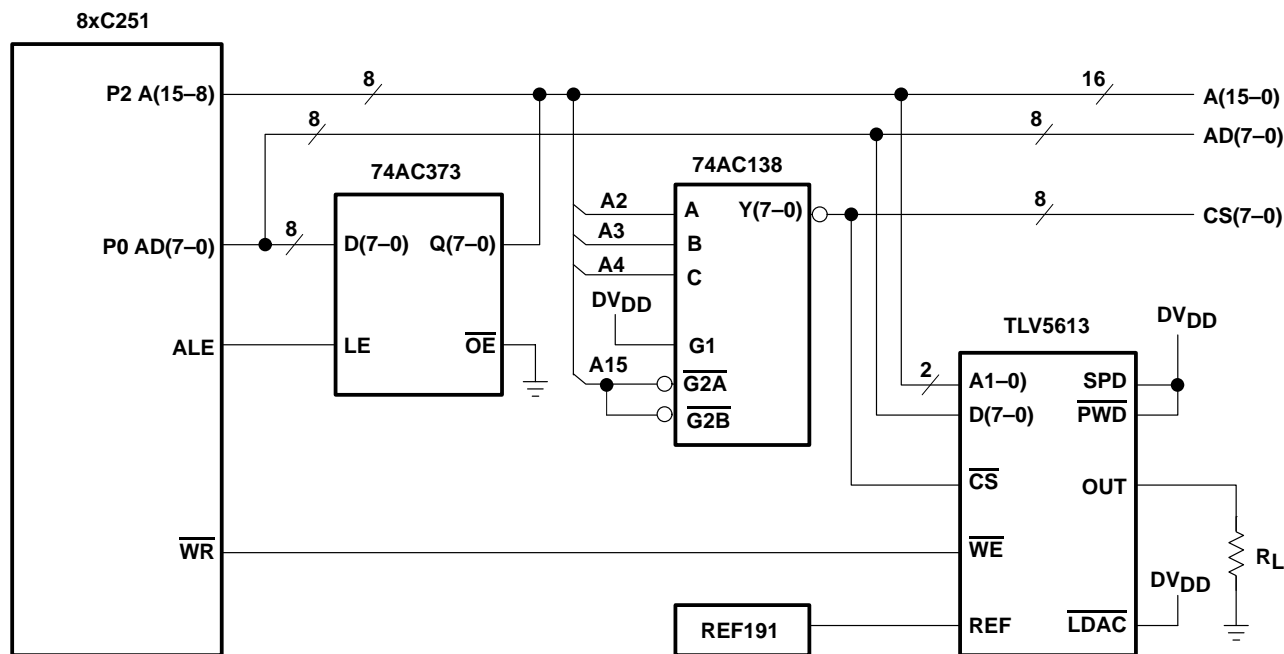 8xC251
P2 A(15–8)
8
16
A(15–0)
8
8
AD(7–0)
74AC373
74AC138
A2
A
Y(7–0)
8
CS(7–0)
A3
B
P0 AD(7–0)
8
D(7–0)
Q(7–0)
A4
C
DVDD
TLV5613
DVDD
ALE
LE
OE
G1
A15
G2A
2
A1–0)
SPD
G2B
D(7–0)
PWD
CS
OUT
WR
WE
RL
DVDD
REF191
REF
LDAC